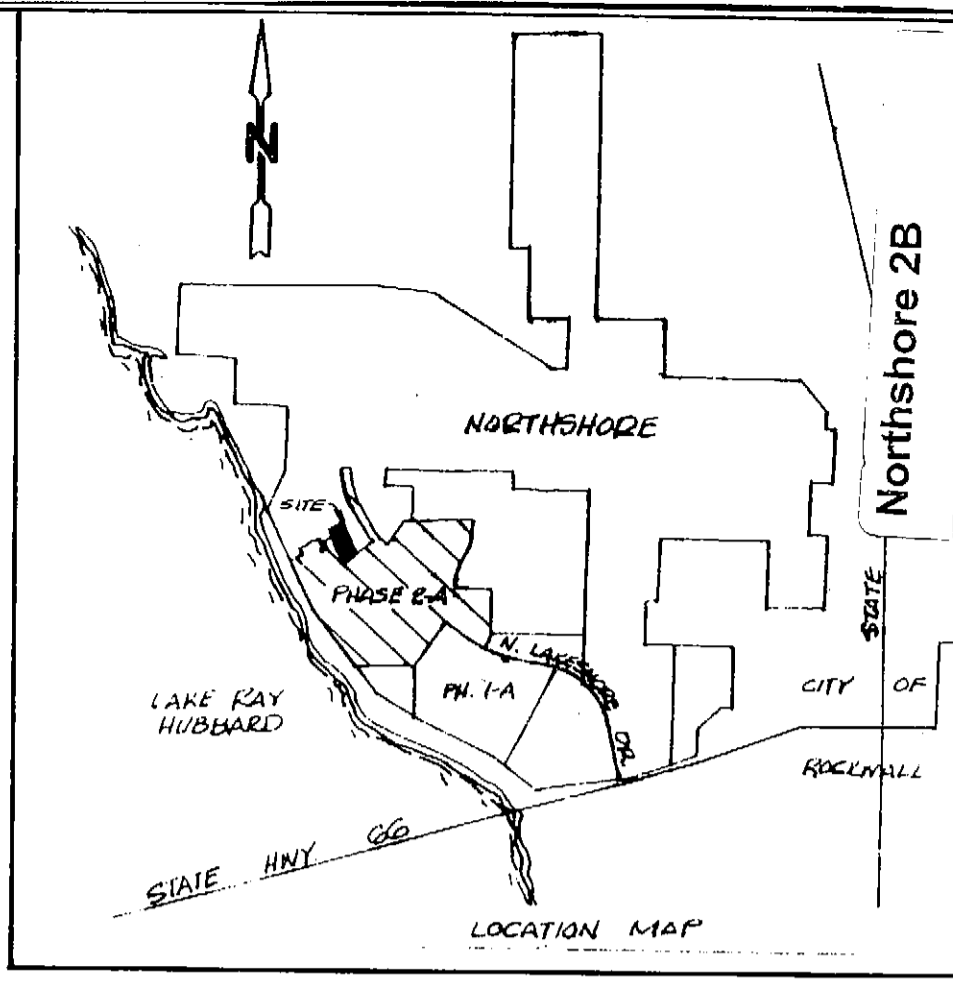 N
Northshore 2B
NORTHSHORE
SITE
PHASE 2-A
STATE
N. LAKESHORE DR.
PH. 1-A
LAKE RAY
HUBBARD
CITY OF
ROCKWALL
STATE HWY 66
LOCATION MAP